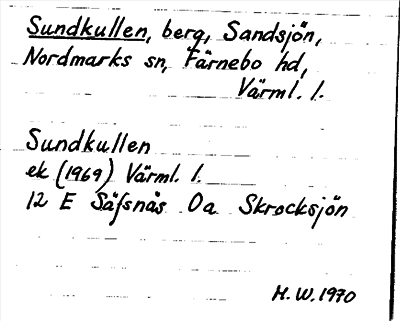 Sundkullen, berg, Sandsjön,
Nordmarks sn, Färnebo hd,
Värml. l.
Sundkullen
ek (1969) Värml. l.
12 E Säfsnäs 0a Skrocksjön
H.W. 1970